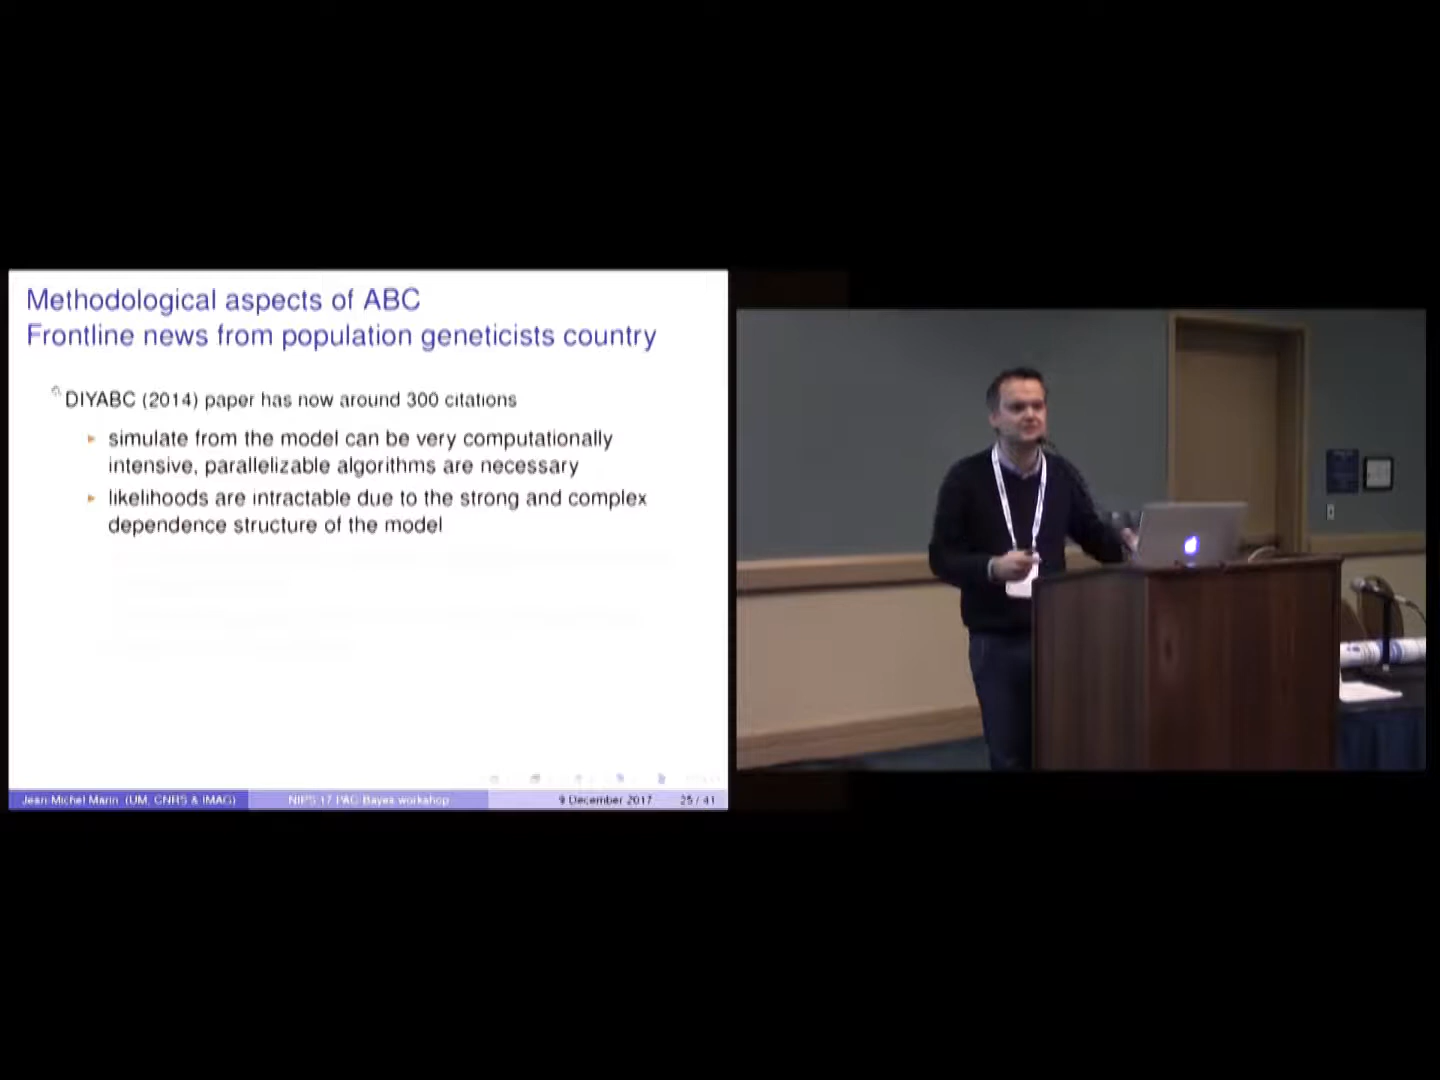 Methodological aspects of ABC
Frontline news from population geneticists country
DIYABC (2014) paper has now around 300 citations
simulate from the model can be very computationally
intensive, parallelizable algorithms are necessary
likelihoods are intractable due to the strong and complex
dependence structure of the model
Jean-Michel Marin (UM, CNRS & IMAG) NIPS 17 PAC-Bayes workshop 9 December 2017 25 / 41